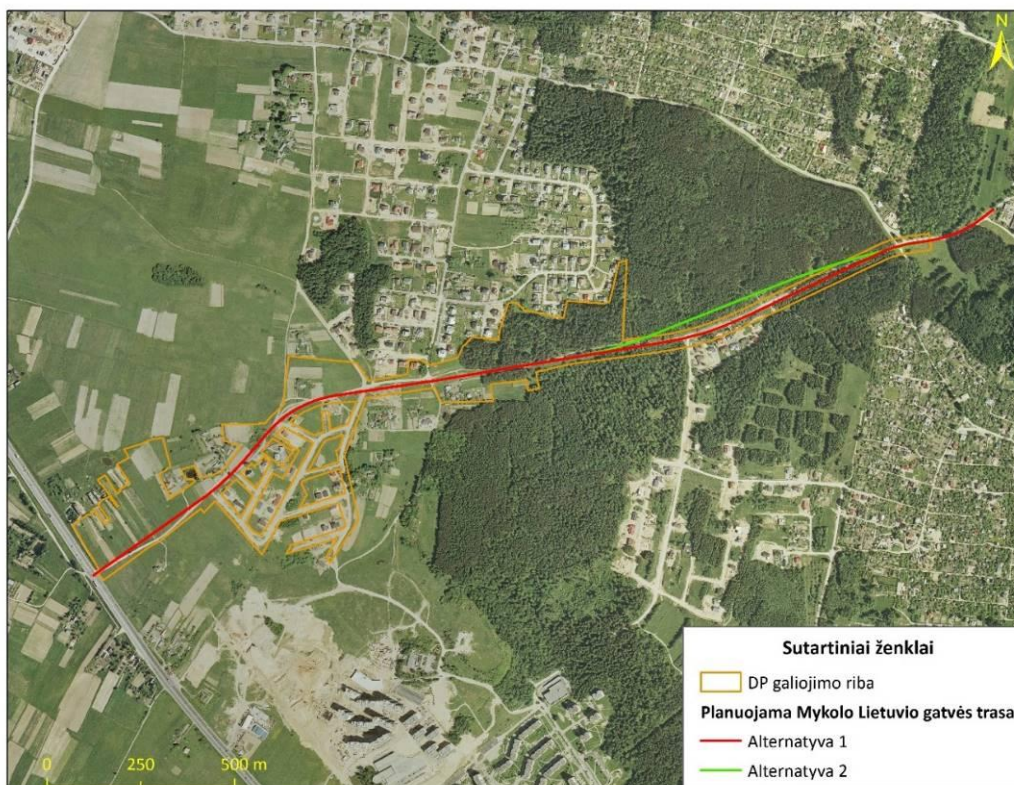 N
Sutartiniai ženklai
DP galiojimo riba
Planuojama Mykolo Lietuvio gatvės trasa
Alternatyva 1
Alternatyva 2
0 250 500 m